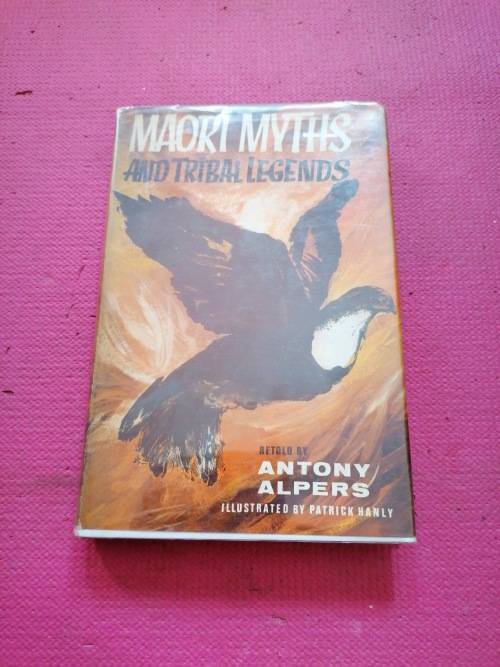 MAORI MYTHS
AND TRIBAL LEGENDS
RETOLD BY
ANTONY
ALPERS
ILLUSTRATED BY PATRICK HANLY